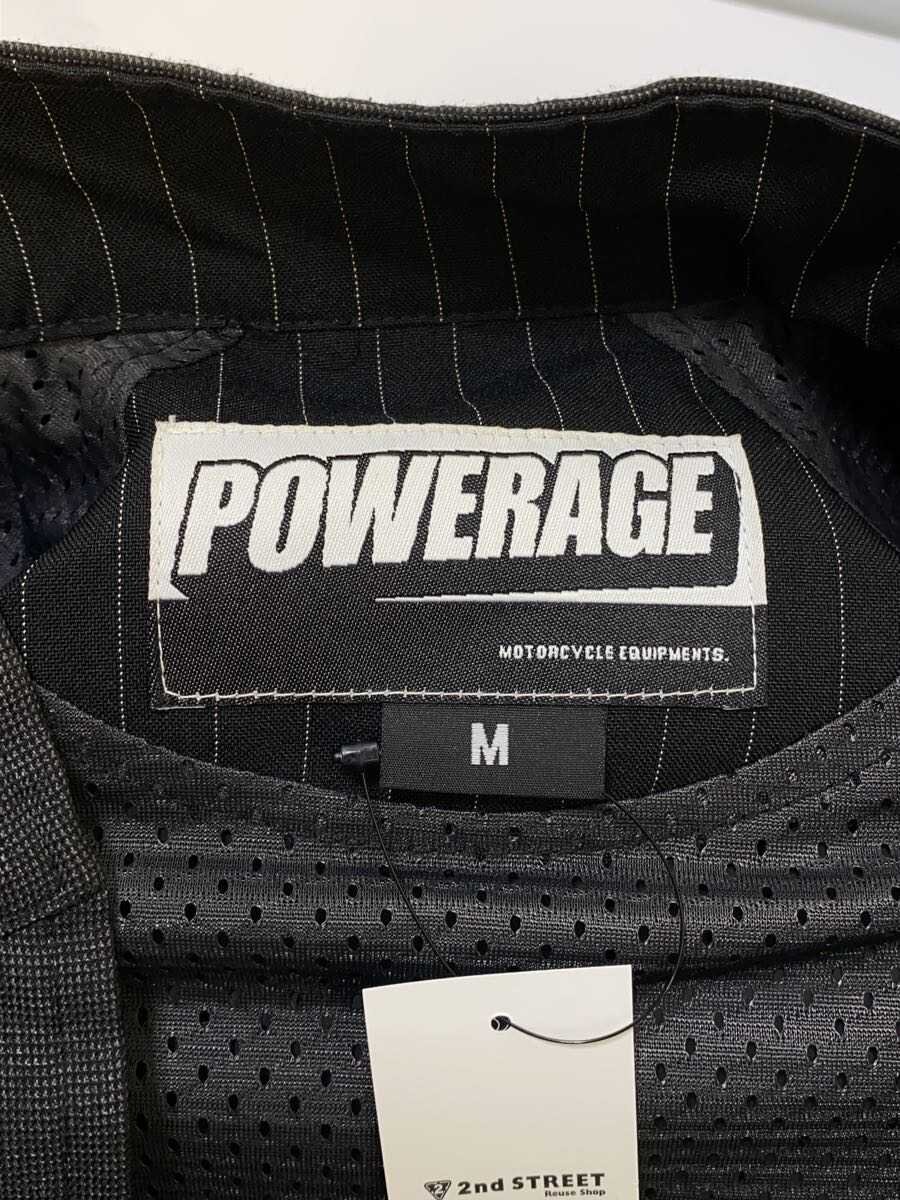 POWERAGE
MOTORCYCLE EQUIPMENTS.
M
2nd STREET
Reuse Shop